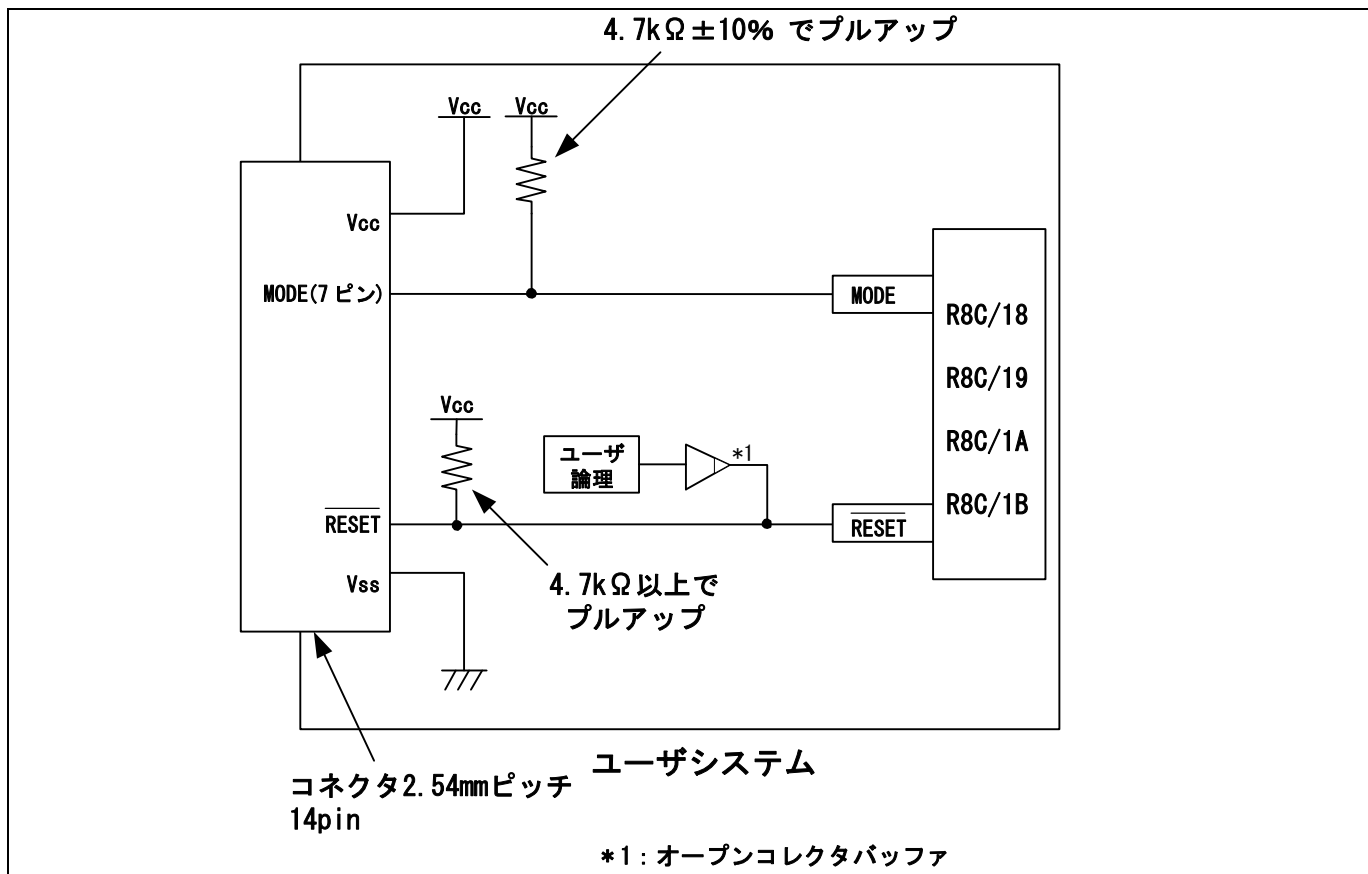 4.7kΩ±10% でプルアップ
Vcc
Vcc
Vcc
MODE(7 ピン)
MODE
R8C/18
R8C/19
R8C/1A
R8C/1B
Vcc
ユーザ
論理
*1
RESET
RESET
Vss
4.7kΩ以上で
プルアップ
ユーザシステム
コネクタ2.54mmピッチ
14pin
*1：オープンコレクタバッファ